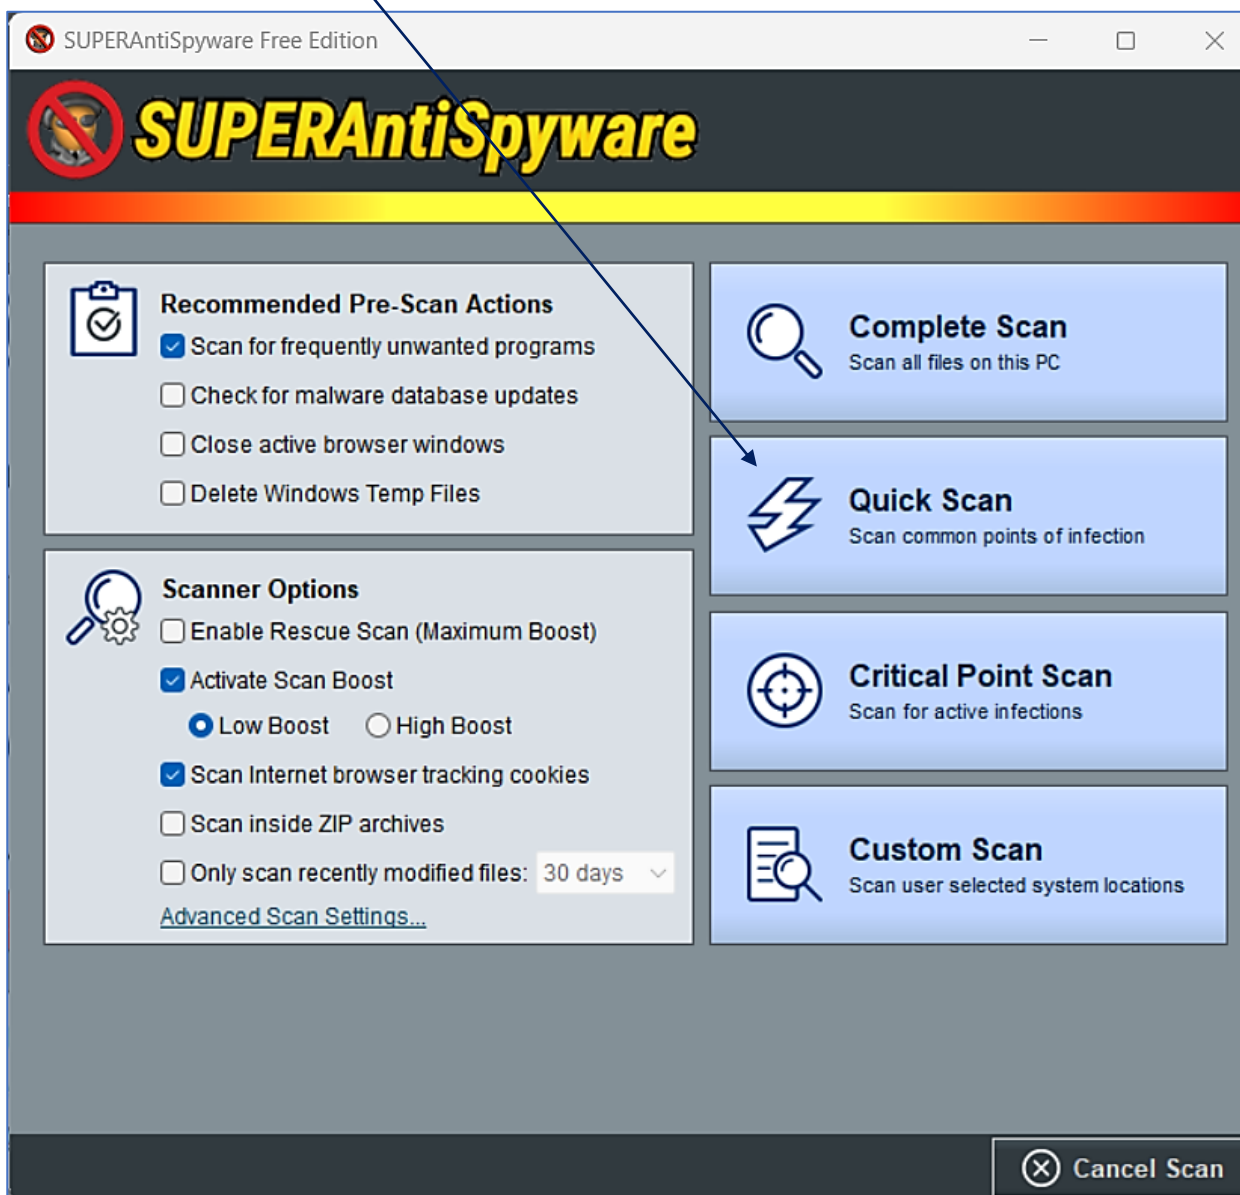 SUPERAntiSpyware Free Edition
SUPERAntiSpyware
Recommended Pre-Scan Actions
Scan for frequently unwanted programs
Check for malware database updates
Close active browser windows
Delete Windows Temp Files
Scanner Options
Enable Rescue Scan (Maximum Boost)
Activate Scan Boost
Low Boost High Boost
Scan Internet browser tracking cookies
Scan inside ZIP archives
Only scan recently modified files: 30 days
Advanced Scan Settings...
Complete Scan
Scan all files on this PC
Quick Scan
Scan common points of infection
Critical Point Scan
Scan for active infections
Custom Scan
Scan user selected system locations
Cancel Scan